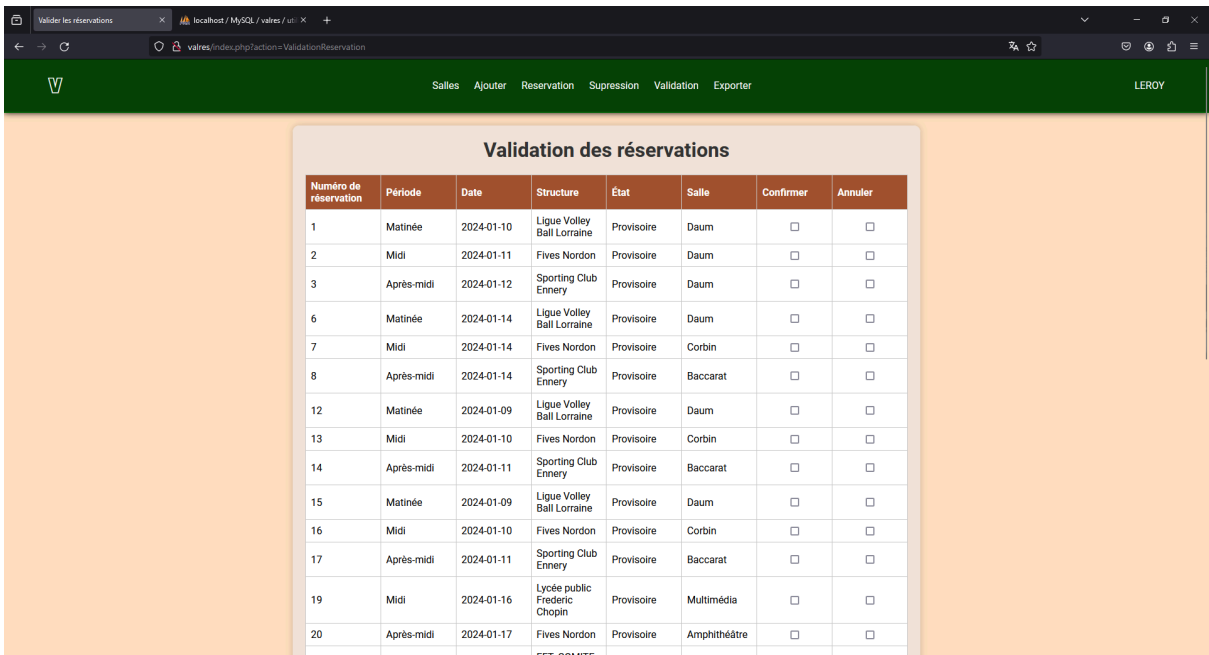 Valider les réservations
localhost / MySQL / valres / uti
valres/index.php?action=ValidationReservation
V
Salles Ajouter Reservation Supression Validation Exporter
LEROY
Validation des réservations
Numéro de réservation Période Date Structure État Salle Confirmer Annuler
1 Matinée 2024-01-10 Ligue Volley Ball Lorraine Provisoire Daum
2 Midi 2024-01-11 Fives Nordon Provisoire Daum
3 Après-midi 2024-01-12 Sporting Club Ennery Provisoire Daum
6 Matinée 2024-01-14 Ligue Volley Ball Lorraine Provisoire Daum
7 Midi 2024-01-14 Fives Nordon Provisoire Corbin
8 Après-midi 2024-01-14 Sporting Club Ennery Provisoire Baccarat
12 Matinée 2024-01-09 Ligue Volley Ball Lorraine Provisoire Daum
13 Midi 2024-01-10 Fives Nordon Provisoire Corbin
14 Après-midi 2024-01-11 Sporting Club Ennery Provisoire Baccarat
15 Matinée 2024-01-09 Ligue Volley Ball Lorraine Provisoire Daum
16 Midi 2024-01-10 Fives Nordon Provisoire Corbin
17 Après-midi 2024-01-11 Sporting Club Ennery Provisoire Baccarat
19 Midi 2024-01-16 Lycée public Frederic Chopin Provisoire Multimédia
20 Après-midi 2024-01-17 Fives Nordon Provisoire Amphithéâtre